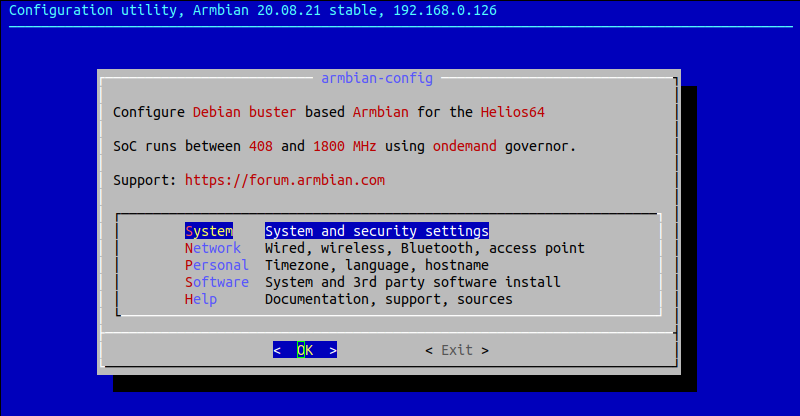 Configuration utility, Armbian 20.08.21 stable, 192.168.0.126
armbian-config
Configure Debian buster based Armbian for the Helios64
SoC runs between 408 and 1800 MHz using ondemand governor.
Support: https://forum.armbian.com
System System and security settings
Network Wired, wireless, Bluetooth, access point
Personal Timezone, language, hostname
Software System and 3rd party software install
Help Documentation, support, sources
< OK > < Exit >